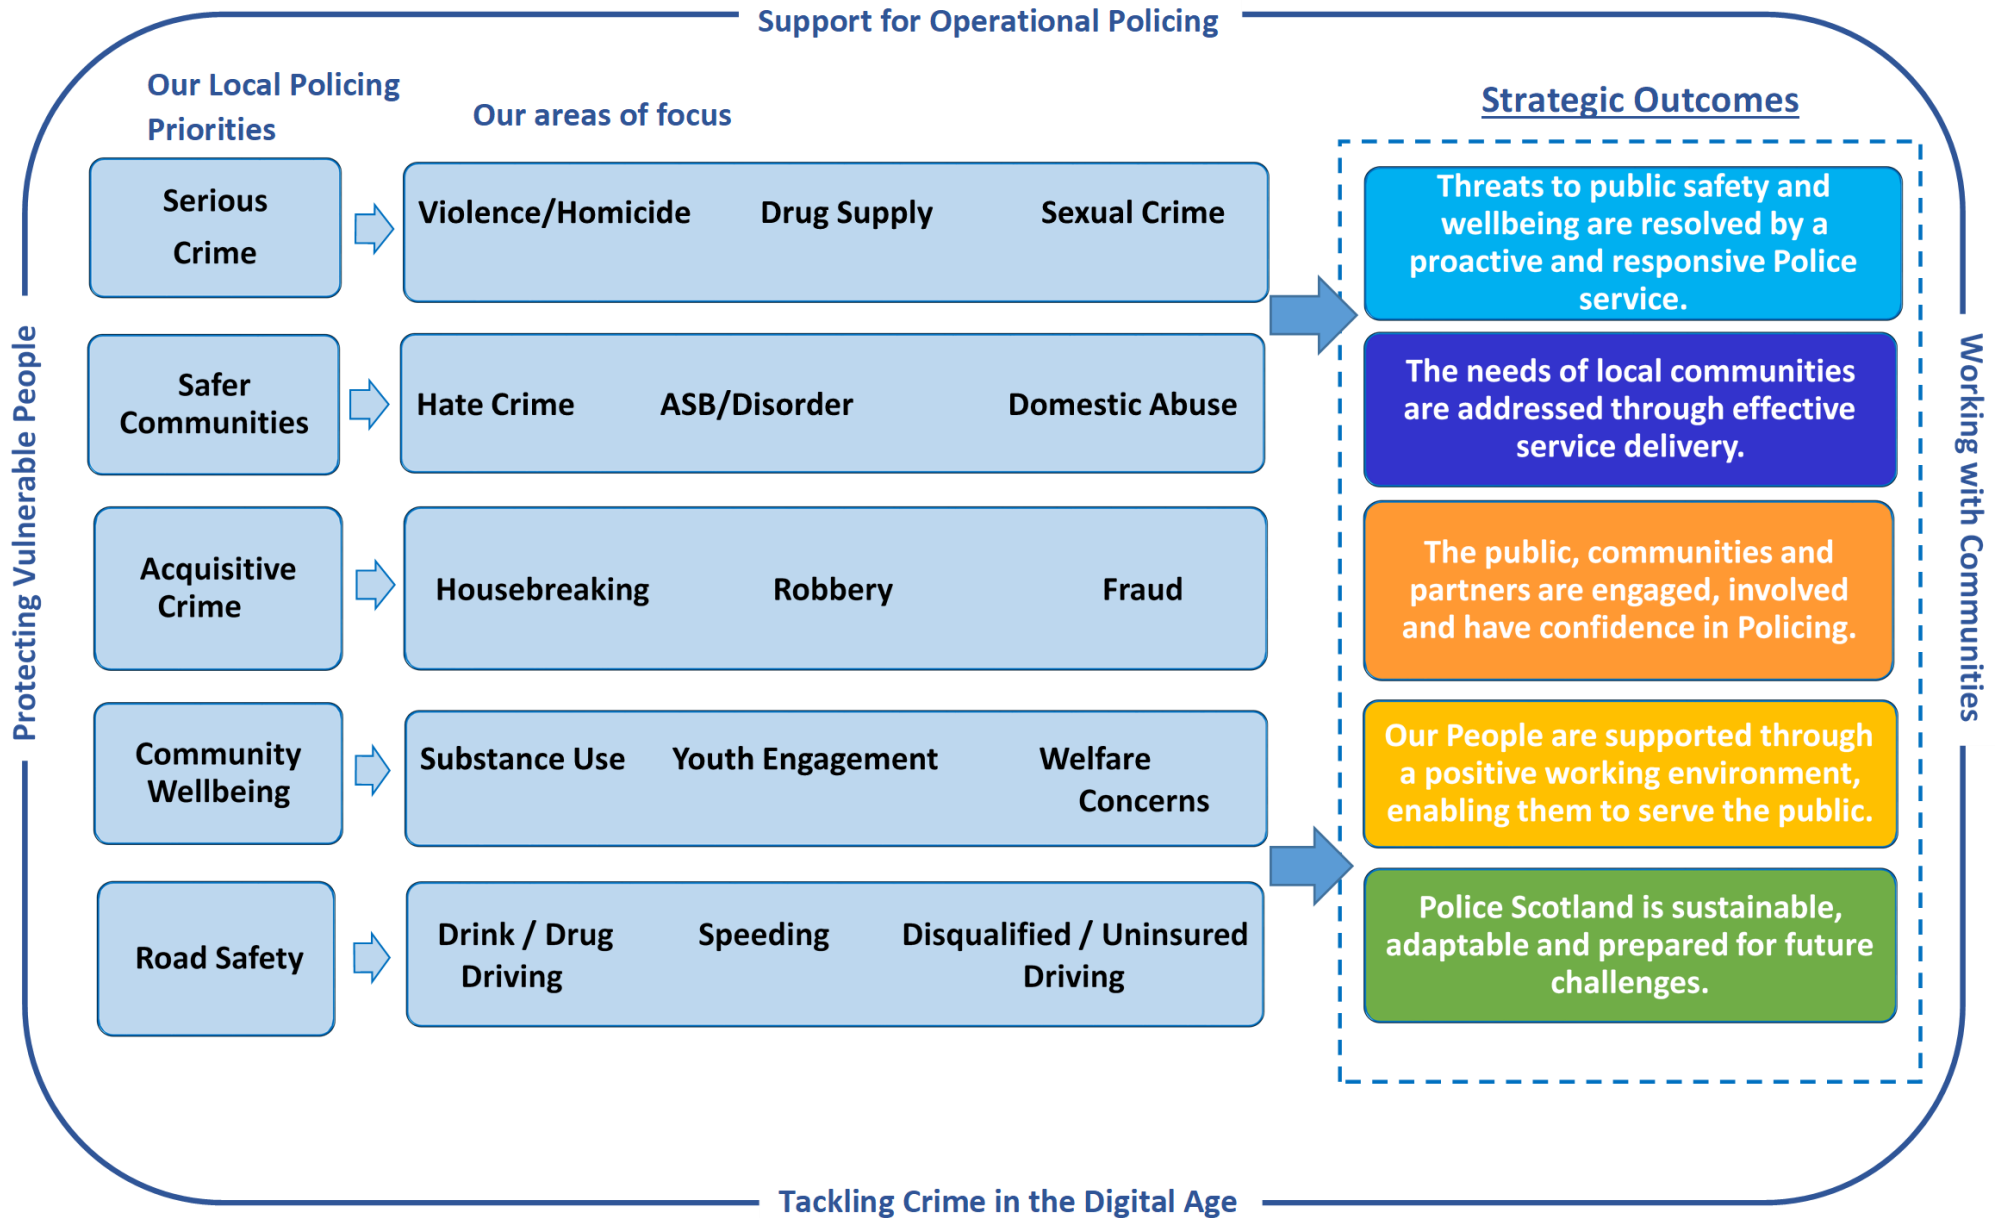 Support for Operational Policing
Our Local Policing
Priorities
Our areas of focus
Strategic Outcomes
Protecting Vulnerable People
Working with Communities
Serious
Crime
Violence/Homicide Drug Supply Sexual Crime
Safer
Communities
Hate Crime ASB/Disorder Domestic Abuse
Acquisitive
Crime
Housebreaking Robbery Fraud
Community
Wellbeing
Substance Use Youth Engagement Welfare
Concerns
Road Safety
Drink / Drug Speeding Disqualified / Uninsured
Driving Driving
Threats to public safety and
wellbeing are resolved by a
proactive and responsive Police
service.
The needs of local communities
are addressed through effective
service delivery.
The public, communities and
partners are engaged, involved
and have confidence in Policing.
Our People are supported through
a positive working environment,
enabling them to serve the public.
Police Scotland is sustainable,
adaptable and prepared for future
challenges.
Tackling Crime in the Digital Age